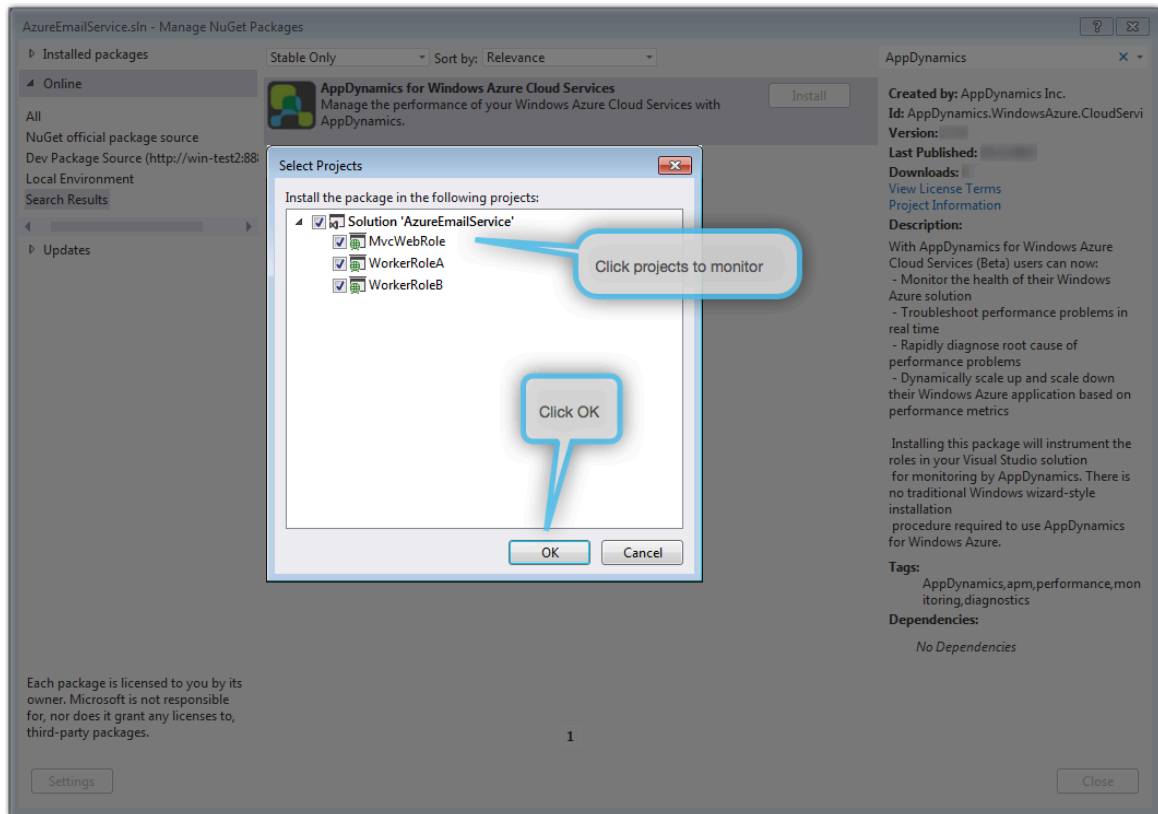 AzureEmailService.sln - Manage NuGet Packages
Installed packages
Online
All
NuGet official package source
Dev Package Source (http://win-test2:88
Local Environment
Search Results
Updates
Each package is licensed to you by its
owner. Microsoft is not responsible
for, nor does it grant any licenses to,
third-party packages.
Settings
Stable Only
Sort by: Relevance
AppDynamics for Windows Azure Cloud Services
Manage the performance of your Windows Azure Cloud Services with
AppDynamics.
Install
Select Projects
Install the package in the following projects:
Solution 'AzureEmailService'
MvcWebRole
WorkerRoleA
WorkerRoleB
Click projects to monitor
Click OK
OK
Cancel
1
AppDynamics
Created by: AppDynamics Inc.
Id: AppDynamics.WindowsAzure.CloudServi
Version:
Last Published:
Downloads:
View License Terms
Project Information
Description:
With AppDynamics for Windows Azure
Cloud Services (Beta) users can now:
- Monitor the health of their Windows
Azure solution
- Troubleshoot performance problems in
real time
- Rapidly diagnose root cause of
performance problems
- Dynamically scale up and scale down
their Windows Azure application based on
performance metrics
Installing this package will instrument the
roles in your Visual Studio solution
for monitoring by AppDynamics. There is
no traditional Windows wizard-style
installation
procedure required to use AppDynamics
for Windows Azure.
Tags:
AppDynamics,apm,performance,mon
itoring,diagnostics
Dependencies:
No Dependencies
Close